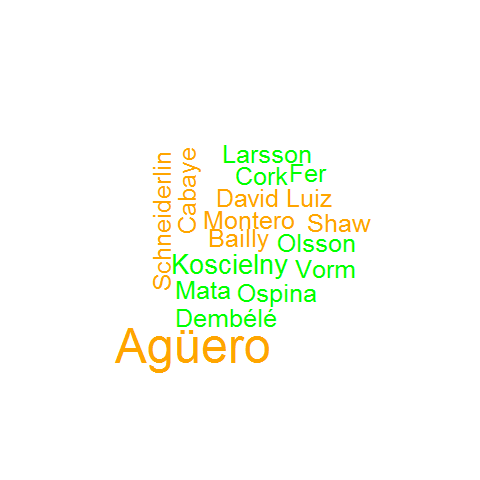 Larsson
Cork
Fer
Schneiderlin
Cabaye
David Luiz
Montero
Shaw
Bailly
Olsson
Koscielny
Vorm
Mata
Ospina
Dembélé
Agüero